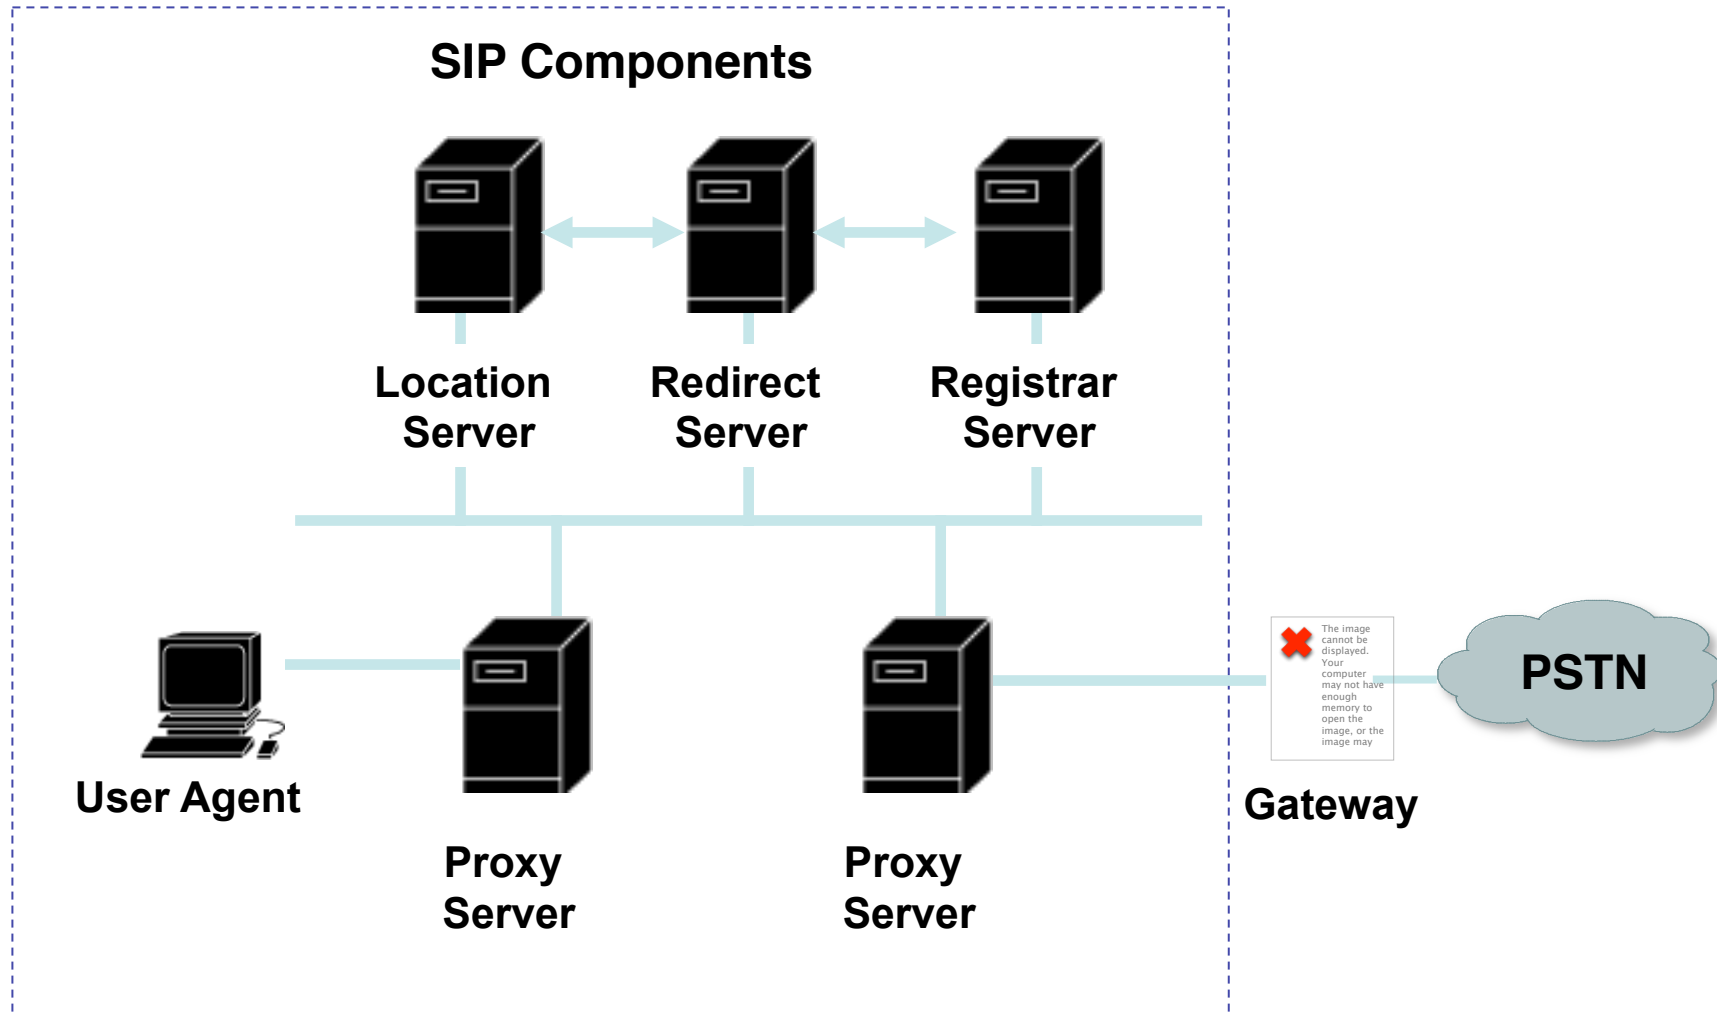 SIP Components
Location
Server
Redirect
Server
Registrar
Server
User Agent
Proxy
Server
Proxy
Server
The image
cannot be
displayed.
Your
computer
may not have
enough
memory to
open the
image, or the
image may
Gateway
PSTN